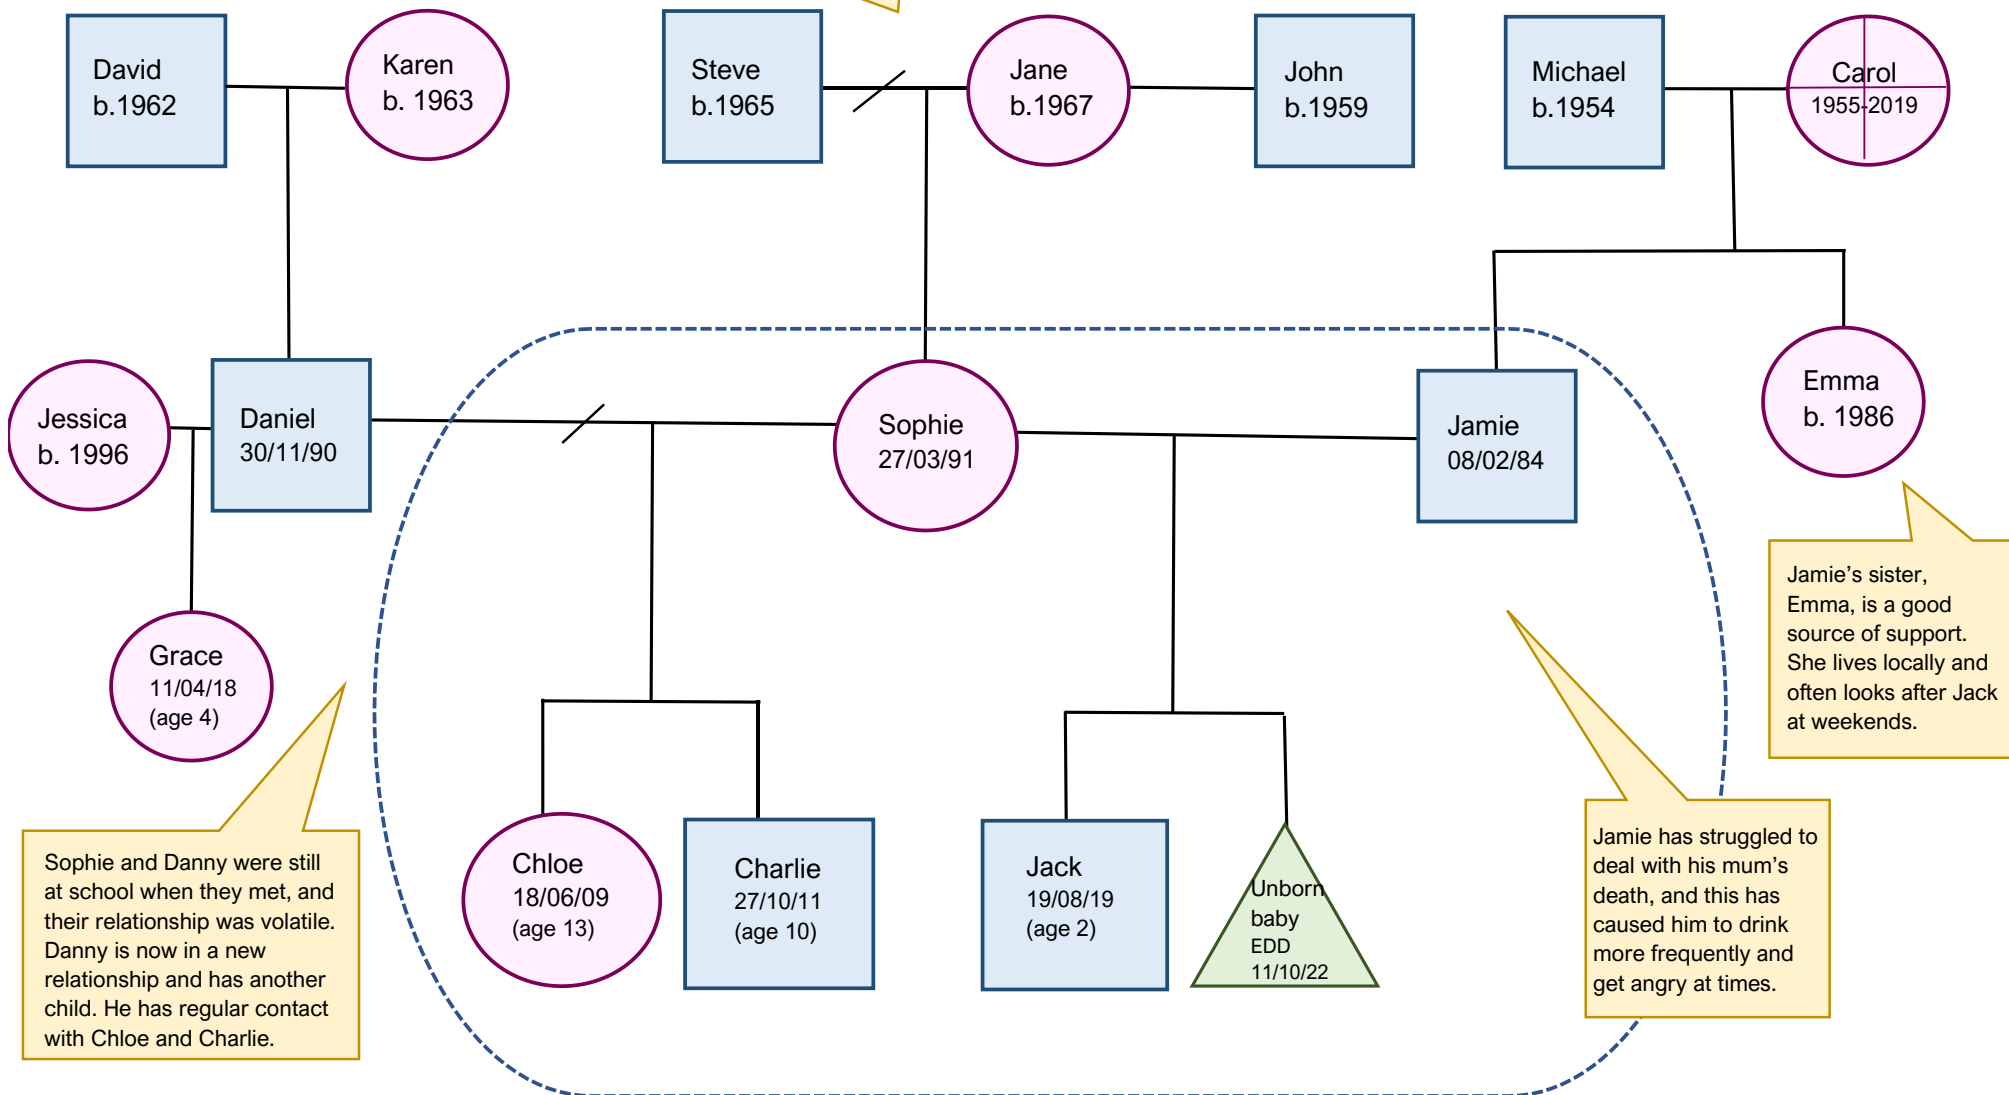 David
b.1962
Karen
b. 1963
Steve
b.1965
Jane
b.1967
John
b.1959
Michael
b.1954
Carol
1955-2019
Jessica
b. 1996
Daniel
30/11/90
Sophie
27/03/91
Jamie
08/02/84
Emma
b. 1986
Grace
11/04/18
(age 4)
Jamie’s sister,
Emma, is a good
source of support.
She lives locally and
often looks after Jack
at weekends.
Sophie and Danny were still
at school when they met, and
their relationship was volatile.
Danny is now in a new
relationship and has another
child. He has regular contact
with Chloe and Charlie.
Chloe
18/06/09
(age 13)
Charlie
27/10/11
(age 10)
Jack
19/08/19
(age 2)
Unborn
baby
EDD
11/10/22
Jamie has struggled to
deal with his mum’s
death, and this has
caused him to drink
more frequently and
get angry at times.